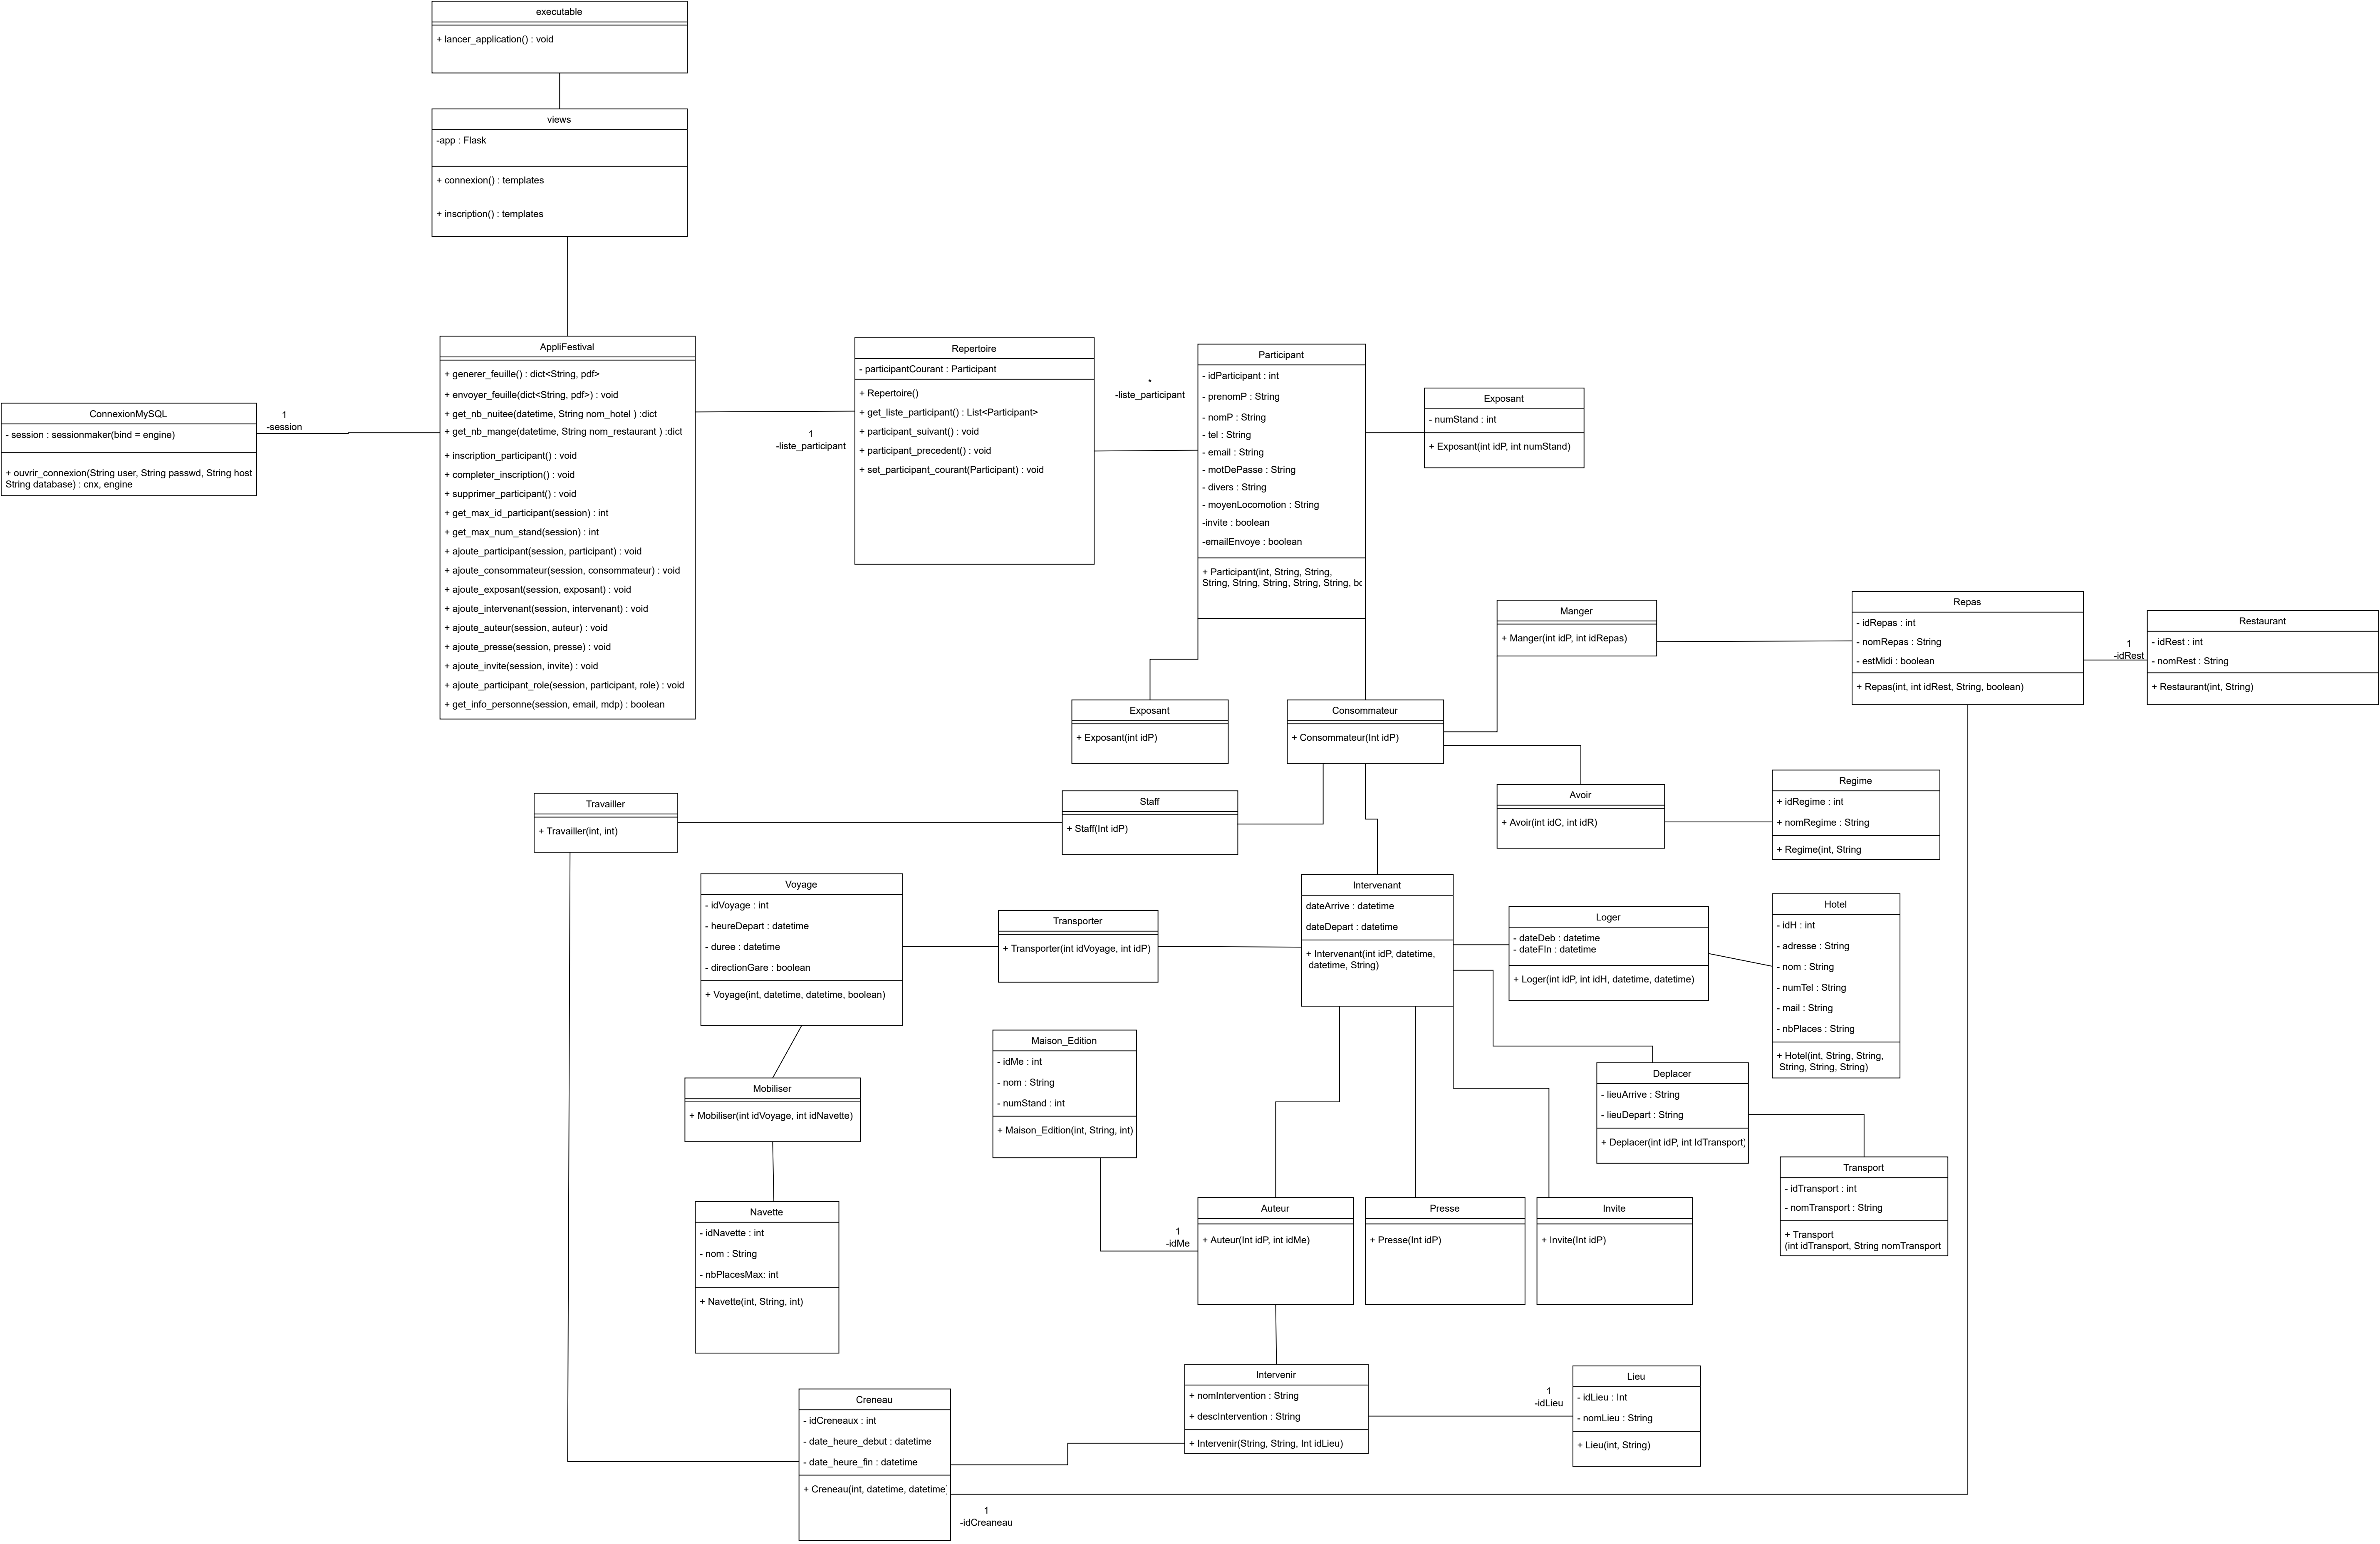 executable
+ lancer_application() : void
views
-app : Flask
+ connexion() : templates
+ inscription() : templates
AppliFestival
+ generer_feuille() : dict<String, pdf>
+ envoyer_feuille(dict<String, pdf>) : void
+ get_nb_nuitee(datetime, String nom_hotel ) :dict
+ get_nb_mange(datetime, String nom_restaurant ) :dict
+ inscription_participant() : void
+ completer_inscription() : void
+ supprimer_participant() : void
+ get_max_id_participant(session) : int
+ get_max_num_stand(session) : int
+ ajoute_participant(session, participant) : void
+ ajoute_consommateur(session, consommateur) : void
+ ajoute_exposant(session, exposant) : void
+ ajoute_intervenant(session, intervenant) : void
+ ajoute_auteur(session, auteur) : void
+ ajoute_presse(session, presse) : void
+ ajoute_invite(session, invite) : void
+ ajoute_participant_role(session, participant, role) : void
+ get_info_personne(session, email, mdp) : boolean
ConnexionMySQL
- session : sessionmaker(bind = engine)
+ ouvrir_connexion(String user, String passwd, String host
String database) : cnx, engine
1
-session
Repertoire
- participantCourant : Participant
+ Repertoire()
+ get_liste_participant() : List<Participant>
+ participant_suivant() : void
+ participant_precedent() : void
+ set_participant_courant(Participant) : void
1
-liste_participant
*
-liste_participant
Participant
- idParticipant : int
- prenomP : String
- nomP : String
- tel : String
- email : String
- motDePasse : String
- divers : String
- moyenLocomotion : String
-invite : boolean
-emailEnvoye : boolean
+ Participant(int, String, String,
String, String, String, String, String, bo
Exposant
- numStand : int
+ Exposant(int idP, int numStand)
Manger
+ Manger(int idP, int idRepas)
Repas
- idRepas : int
- nomRepas : String
- estMidi : boolean
+ Repas(int, int idRest, String, boolean)
1
-idRest
Restaurant
- idRest : int
- nomRest : String
+ Restaurant(int, String)
Exposant
+ Exposant(int idP)
Consommateur
+ Consommateur(Int idP)
Travailler
+ Travailler(int, int)
Staff
+ Staff(Int idP)
Avoir
+ Avoir(int idC, int idR)
Regime
+ idRegime : int
+ nomRegime : String
+ Regime(int, String
Voyage
- idVoyage : int
- heureDepart : datetime
- duree : datetime
- directionGare : boolean
+ Voyage(int, datetime, datetime, boolean)
Transporter
+ Transporter(int idVoyage, int idP)
Intervenant
dateArrive : datetime
dateDepart : datetime
+ Intervenant(int idP, datetime,
datetime, String)
Loger
- dateDeb : datetime
- dateFIn : datetime
+ Loger(int idP, int idH, datetime, datetime)
Hotel
- idH : int
- adresse : String
- nom : String
- numTel : String
- mail : String
- nbPlaces : String
+ Hotel(int, String, String,
String, String, String)
Maison_Edition
- idMe : int
- nom : String
- numStand : int
+ Maison_Edition(int, String, int)
Mobiliser
+ Mobiliser(int idVoyage, int idNavette)
Deplacer
- lieuArrive : String
- lieuDepart : String
+ Deplacer(int idP, int IdTransport)
Transport
- idTransport : int
- nomTransport : String
+ Transport
(int idTransport, String nomTransport
Navette
- idNavette : int
- nom : String
- nbPlacesMax: int
+ Navette(int, String, int)
1
-idMe
Auteur
+ Auteur(Int idP, int idMe)
Presse
+ Presse(Int idP)
Invite
+ Invite(Int idP)
Intervenir
+ nomIntervention : String
+ descIntervention : String
+ Intervenir(String, String, Int idLieu)
1
-idLieu
Lieu
- idLieu : Int
- nomLieu : String
+ Lieu(int, String)
Creneau
- idCreneaux : int
- date_heure_debut : datetime
- date_heure_fin : datetime
+ Creneau(int, datetime, datetime)
1
-idCreaneau